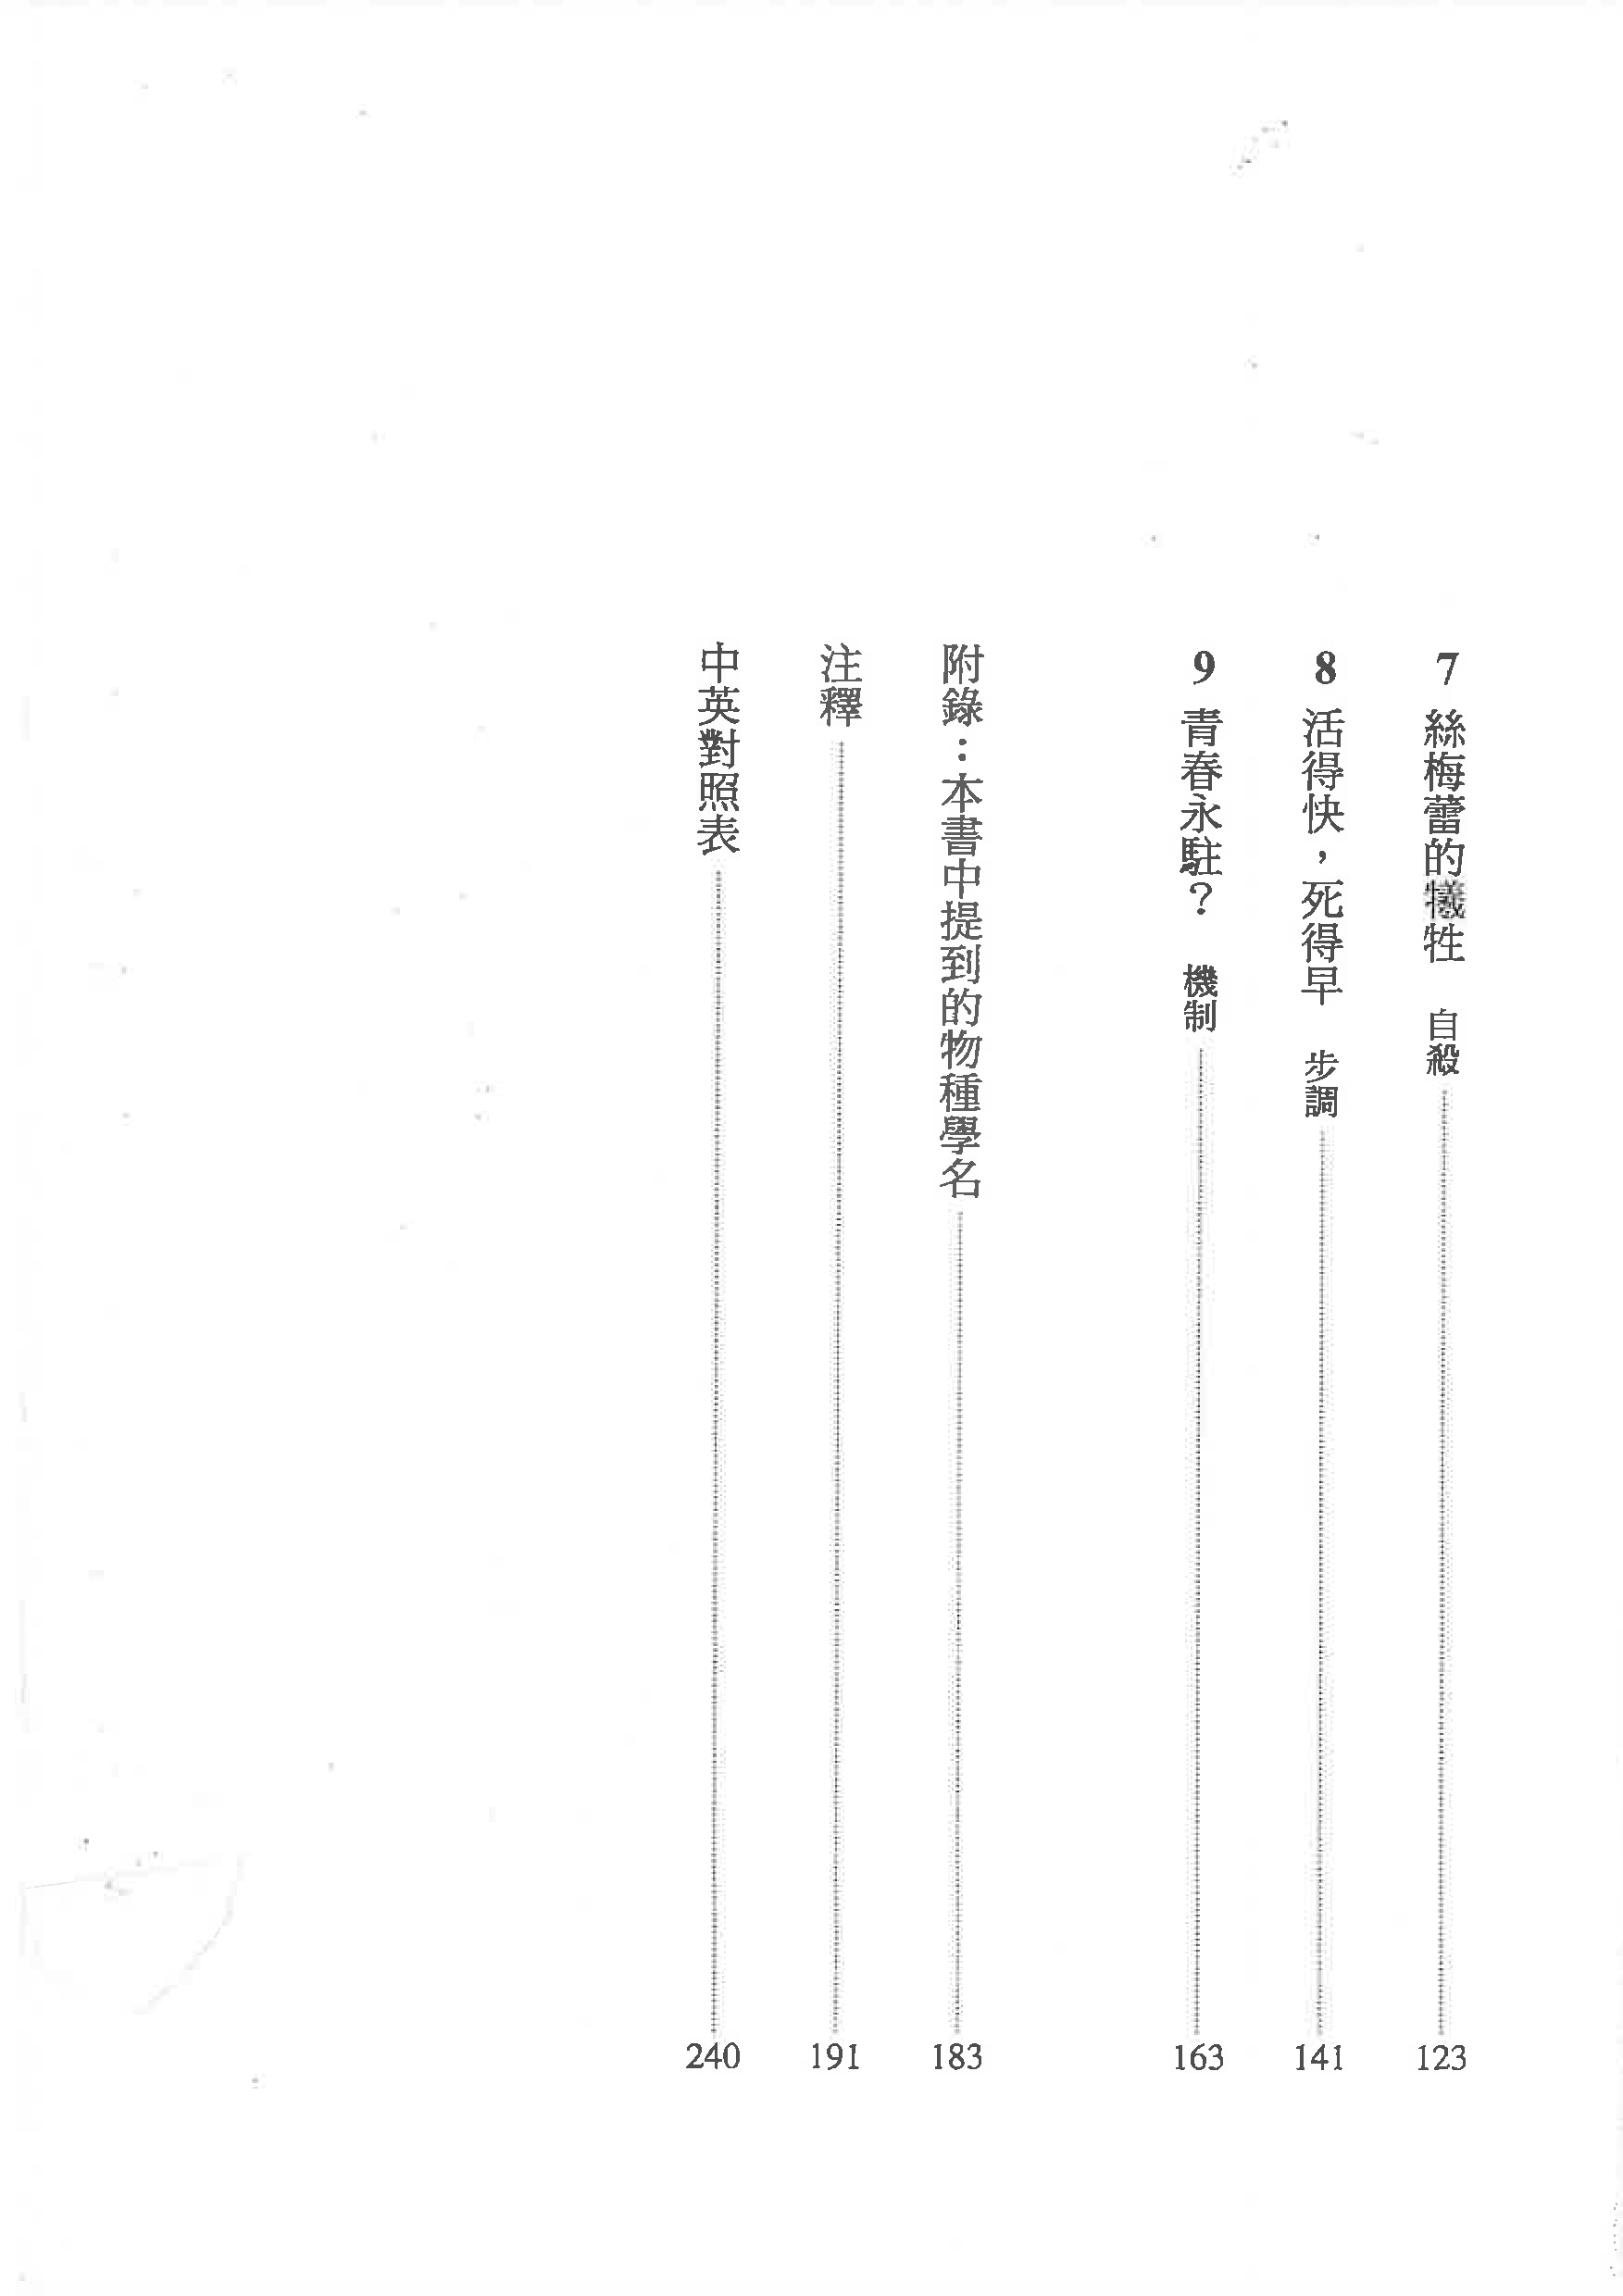 7 絲梅蕾的犧牲 自殺 123
8 活得快，死得早 步調 141
9 青春永駐？ 機制 163
附錄：本書中提到的物種學名 183
注釋 191
中英對照表 240